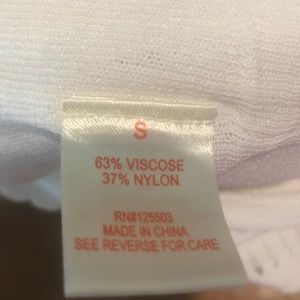 S
63% VISCOSE
37% NYLON
RN#125503
MADE IN CHINA
SEE REVERSE FOR CARE